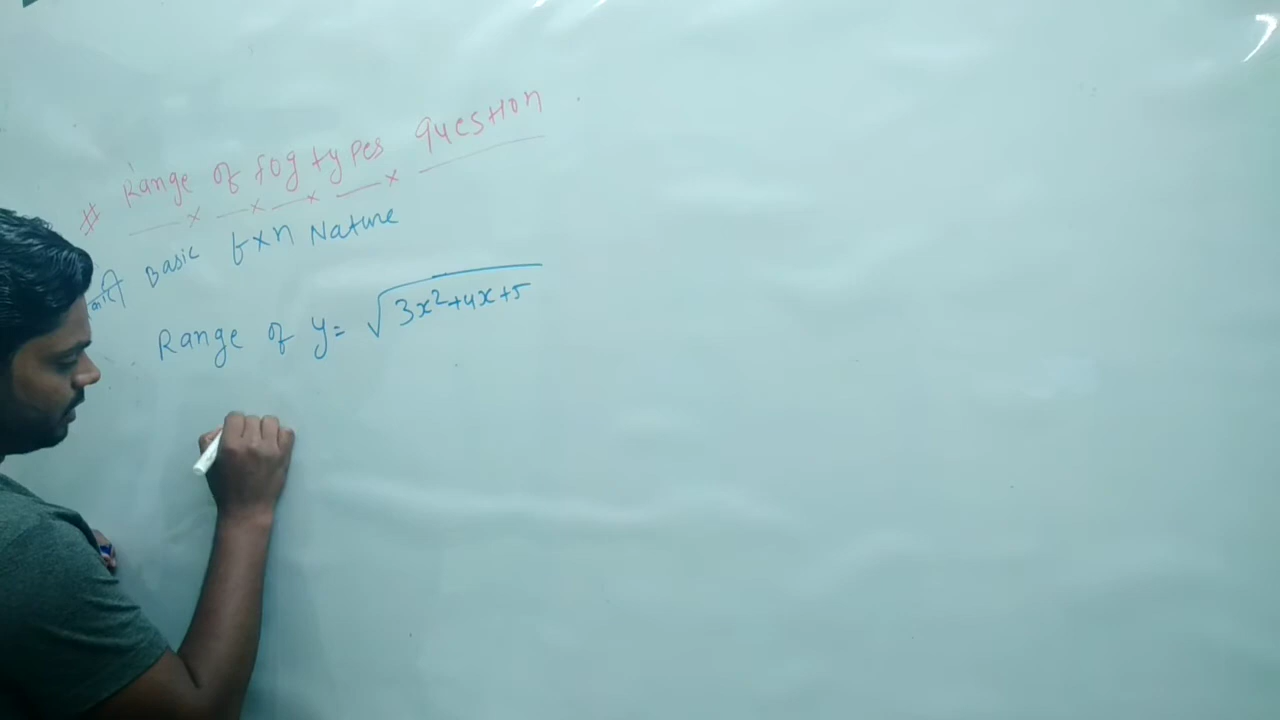 # Range of fog types question
Basic fxn Nature
Range of y = √3x²+4x+5